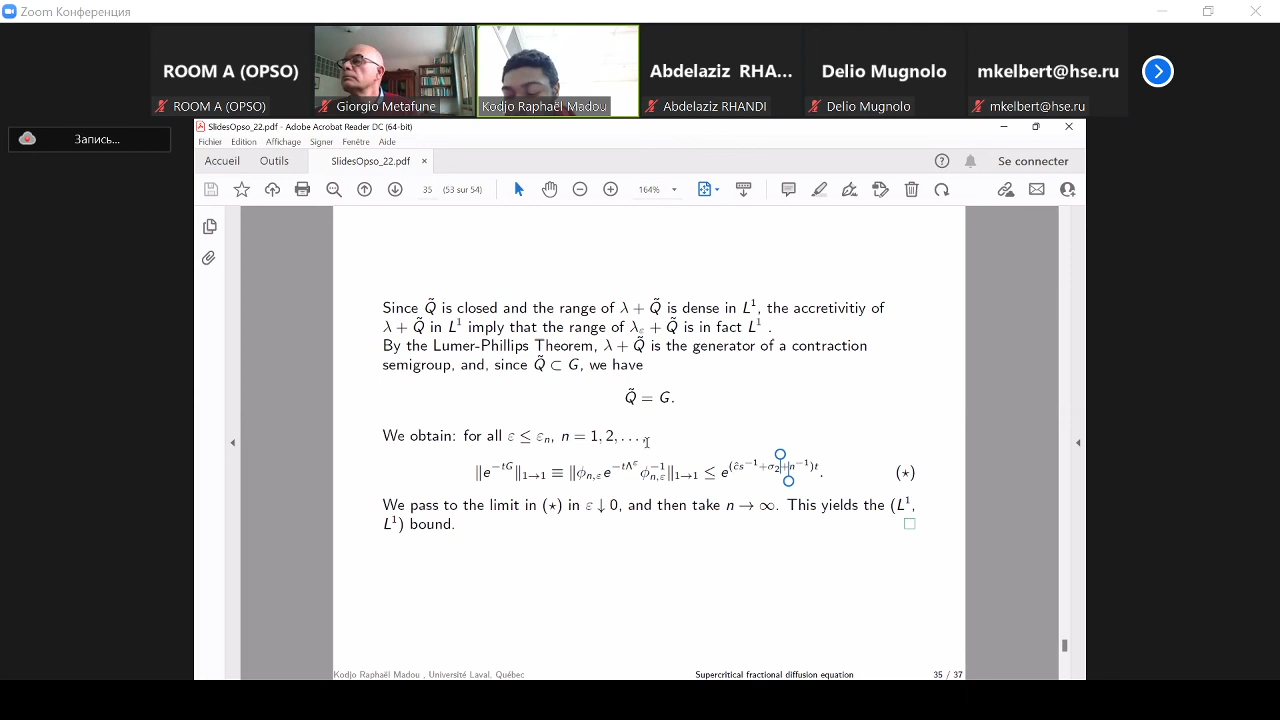 Zoom Конференция
ROOM A (OPSO)
Abdelaziz RHA...
Delio Mugnolo
mkelbert@hse.ru
ROOM A (OPSO)
Giorgio Metafune
Kodjo Raphaël Madou
Abdelaziz RHANDI
Delio Mugnolo
mkelbert@hse.ru
Запись...
SlidesOpso_22.pdf - Adobe Acrobat Reader DC (64-bit)
Fichier Edition Affichage Signer Fenêtre Aide
Accueil Outils SlidesOpso_22.pdf × Se connecter
35 (53 sur 54) 164%
Since Q̃ is closed and the range of λ + Q̃ is dense in L¹, the accretivitiy of
λ + Q̃ in L¹ imply that the range of λ_ε + Q̃ is in fact L¹ .
By the Lumer-Phillips Theorem, λ + Q̃ is the generator of a contraction
semigroup, and, since Q̃ ⊂ G, we have
Q̃ = G.
We obtain: for all ε ≤ ε_n, n = 1, 2, . . . ,
‖e^{-tG}‖_{1→1} ≡ ‖ϕ_{n,ε} e^{-tΛ^ε} ϕ_{n,ε}^{-1}‖_{1→1} ≤ e^{(ĉs^{-1}+σ_2+n^{-1})t}. (⋆)
We pass to the limit in (⋆) in ε ↓ 0, and then take n → ∞. This yields the (L¹,
L¹) bound. □
Kodjo Raphaël Madou , Université Laval, Québec Supercritical fractional diffusion equation 35 / 37